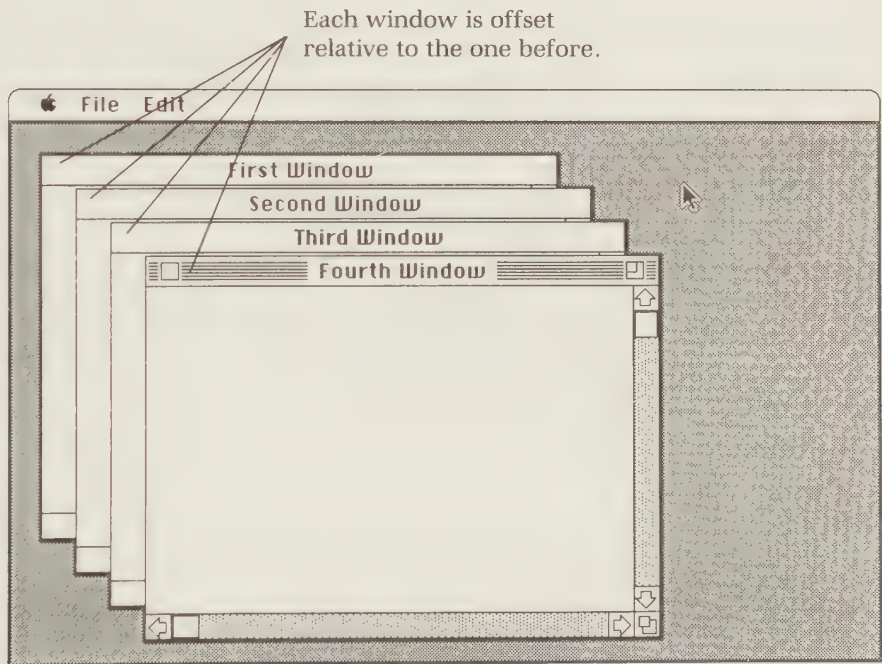 Each window is offset
relative to the one before.
File Edit
First Window
Second Window
Third Window
Fourth Window